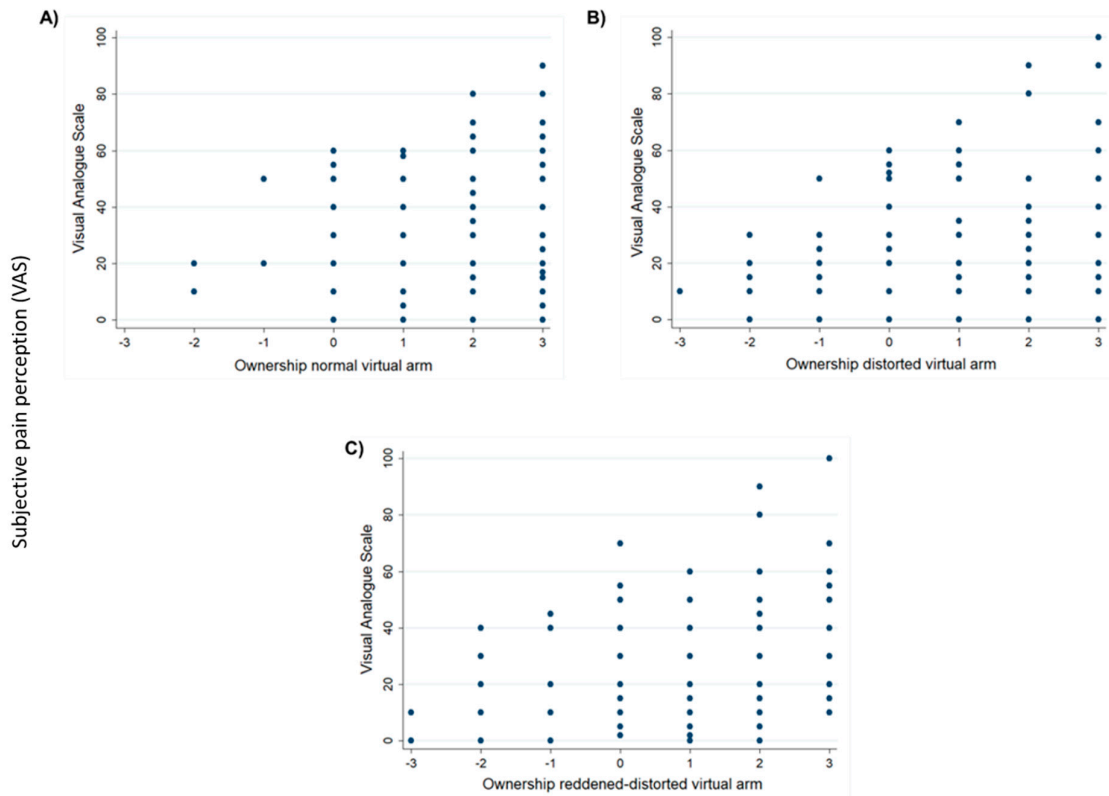 A)
Visual Analogue Scale
100
80
60
40
20
0
-3 -2 -1 0 1 2 3
Ownership normal virtual arm
B)
Visual Analogue Scale
100
80
60
40
20
0
-3 -2 -1 0 1 2 3
Ownership distorted virtual arm
Subjective pain perception (VAS)
C)
Visual Analogue Scale
100
80
60
40
20
0
-3 -2 -1 0 1 2 3
Ownership reddened-distorted virtual arm